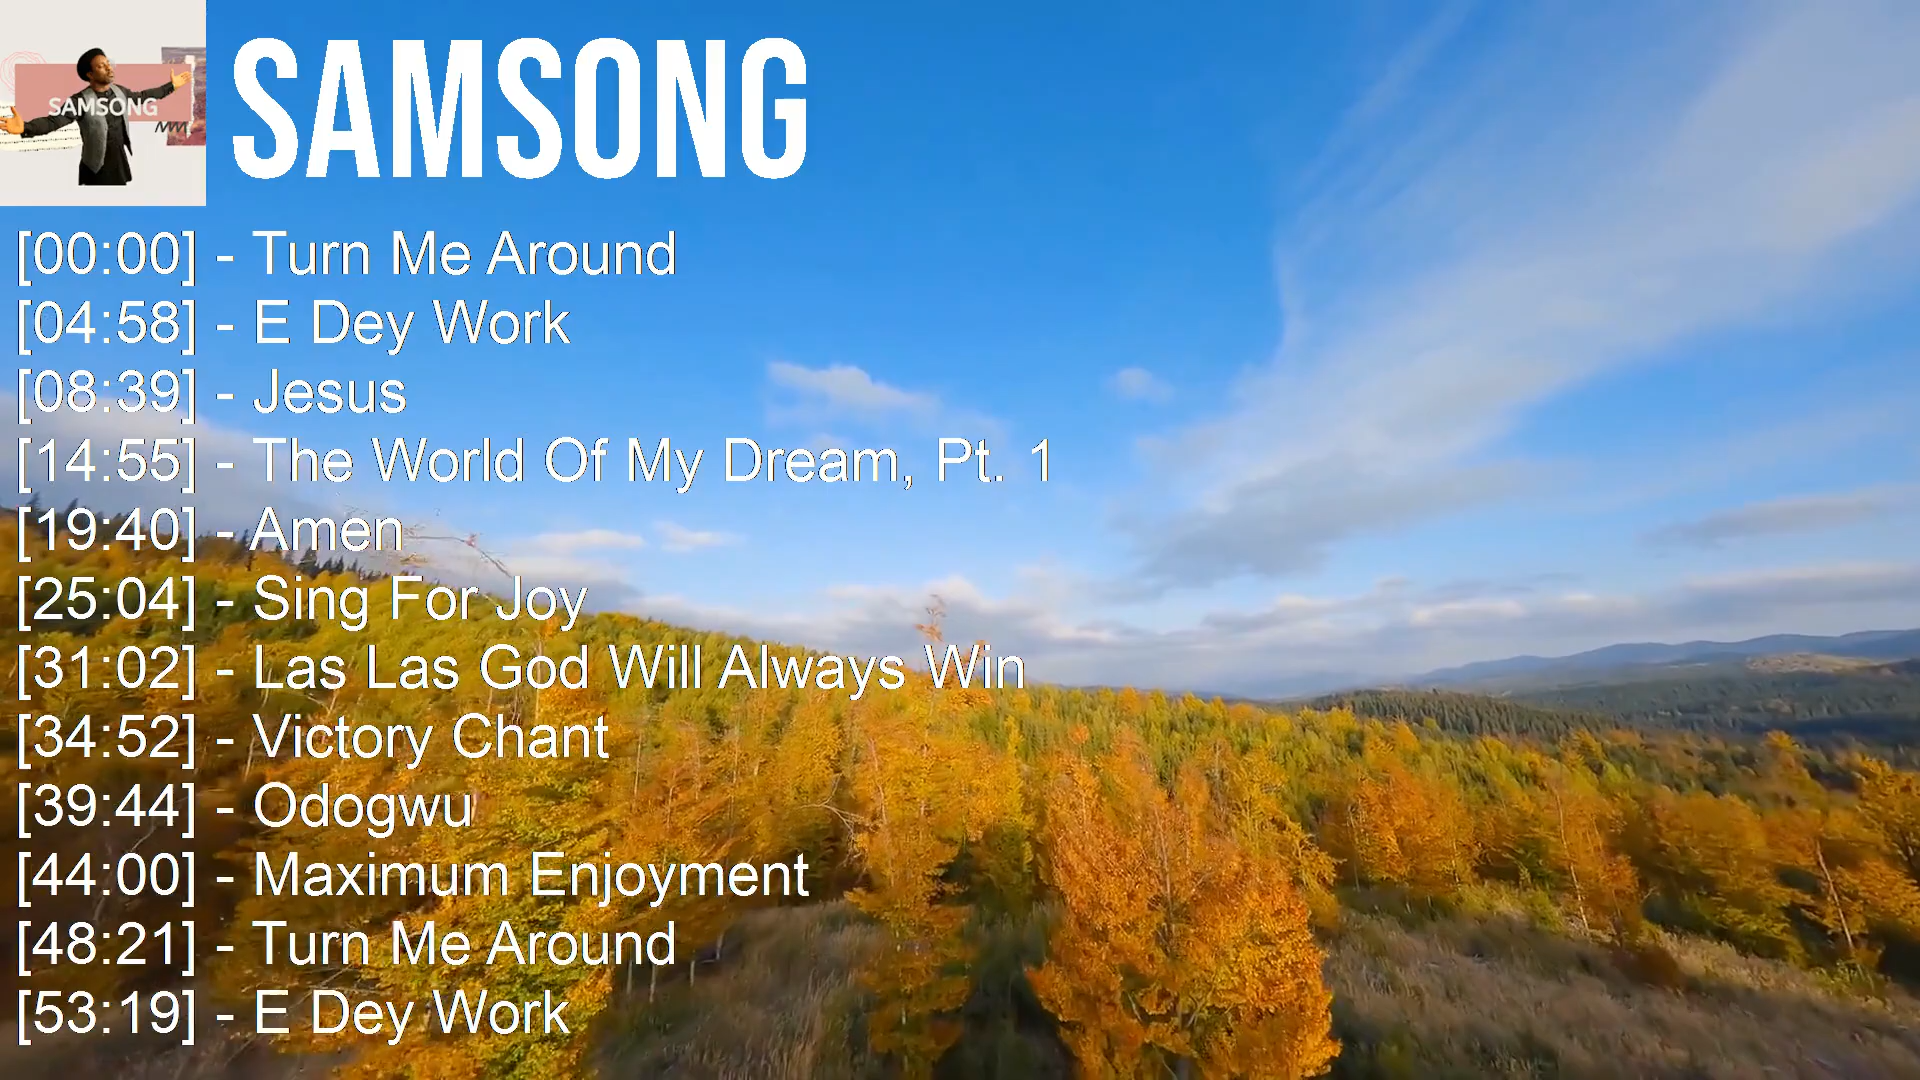 SAMSONG
SAMSONG
[00:00] - Turn Me Around
[04:58] - E Dey Work
[08:39] - Jesus
[14:55] - The World Of My Dream, Pt. 1
[19:40] - Amen
[25:04] - Sing For Joy
[31:02] - Las Las God Will Always Win
[34:52] - Victory Chant
[39:44] - Odogwu
[44:00] - Maximum Enjoyment
[48:21] - Turn Me Around
[53:19] - E Dey Work